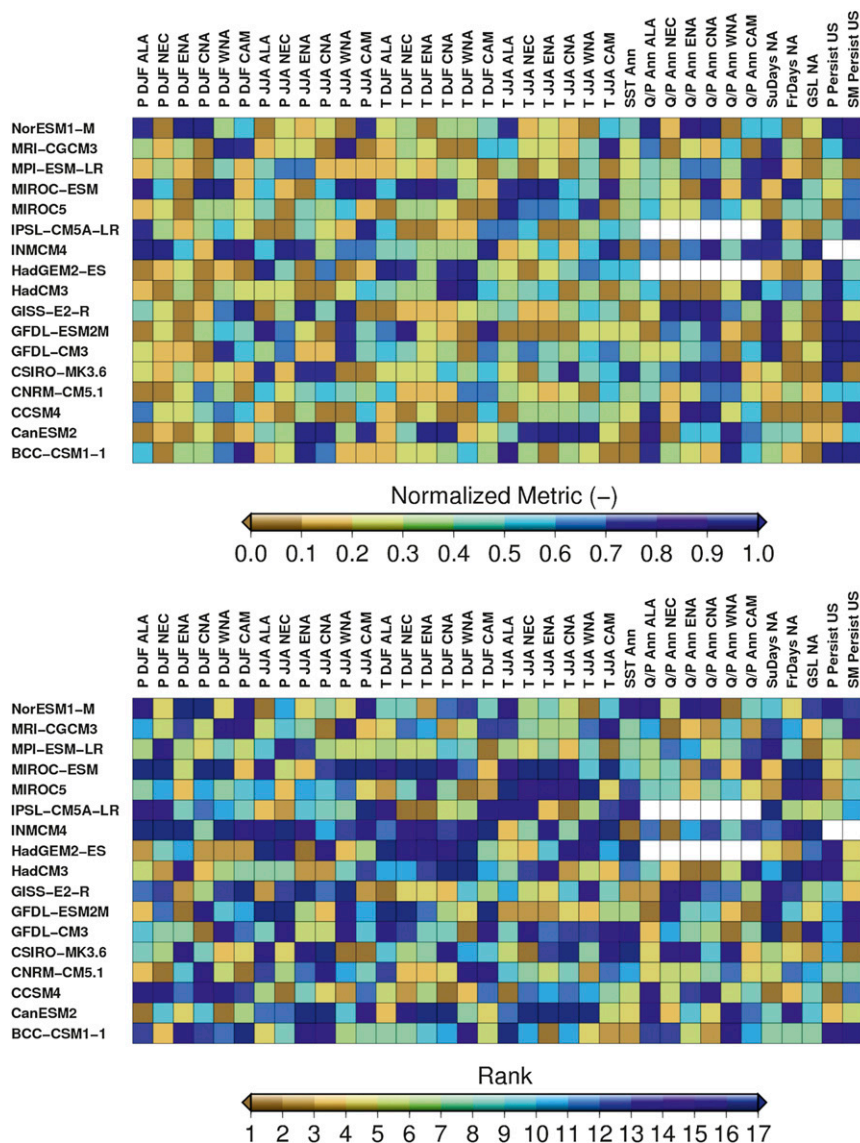 P DJF ALA
P DJF NEC
P DJF ENA
P DJF CNA
P DJF WNA
P DJF CAM
P JJA ALA
P JJA NEC
P JJA ENA
P JJA CNA
P JJA WNA
P JJA CAM
T DJF ALA
T DJF NEC
T DJF ENA
T DJF CNA
T DJF WNA
T DJF CAM
T JJA ALA
T JJA NEC
T JJA ENA
T JJA CNA
T JJA WNA
T JJA CAM
SST Ann
Q/P Ann ALA
Q/P Ann NEC
Q/P Ann ENA
Q/P Ann CNA
Q/P Ann WNA
Q/P Ann CAM
SuDays NA
FrDays NA
GSL NA
P Persist US
SM Persist US
NorESM1-M
MRI-CGCM3
MPI-ESM-LR
MIROC-ESM
MIROC5
IPSL-CM5A-LR
INMCM4
HadGEM2-ES
HadCM3
GISS-E2-R
GFDL-ESM2M
GFDL-CM3
CSIRO-MK3.6
CNRM-CM5.1
CCSM4
CanESM2
BCC-CSM1-1
Normalized Metric (-)
0.0 0.1 0.2 0.3 0.4 0.5 0.6 0.7 0.8 0.9 1.0
P DJF ALA
P DJF NEC
P DJF ENA
P DJF CNA
P DJF WNA
P DJF CAM
P JJA ALA
P JJA NEC
P JJA ENA
P JJA CNA
P JJA WNA
P JJA CAM
T DJF ALA
T DJF NEC
T DJF ENA
T DJF CNA
T DJF WNA
T DJF CAM
T JJA ALA
T JJA NEC
T JJA ENA
T JJA CNA
T JJA WNA
T JJA CAM
SST Ann
Q/P Ann ALA
Q/P Ann NEC
Q/P Ann ENA
Q/P Ann CNA
Q/P Ann WNA
Q/P Ann CAM
SuDays NA
FrDays NA
GSL NA
P Persist US
SM Persist US
NorESM1-M
MRI-CGCM3
MPI-ESM-LR
MIROC-ESM
MIROC5
IPSL-CM5A-LR
INMCM4
HadGEM2-ES
HadCM3
GISS-E2-R
GFDL-ESM2M
GFDL-CM3
CSIRO-MK3.6
CNRM-CM5.1
CCSM4
CanESM2
BCC-CSM1-1
Rank
1 2 3 4 5 6 7 8 9 10 11 12 13 14 15 16 17